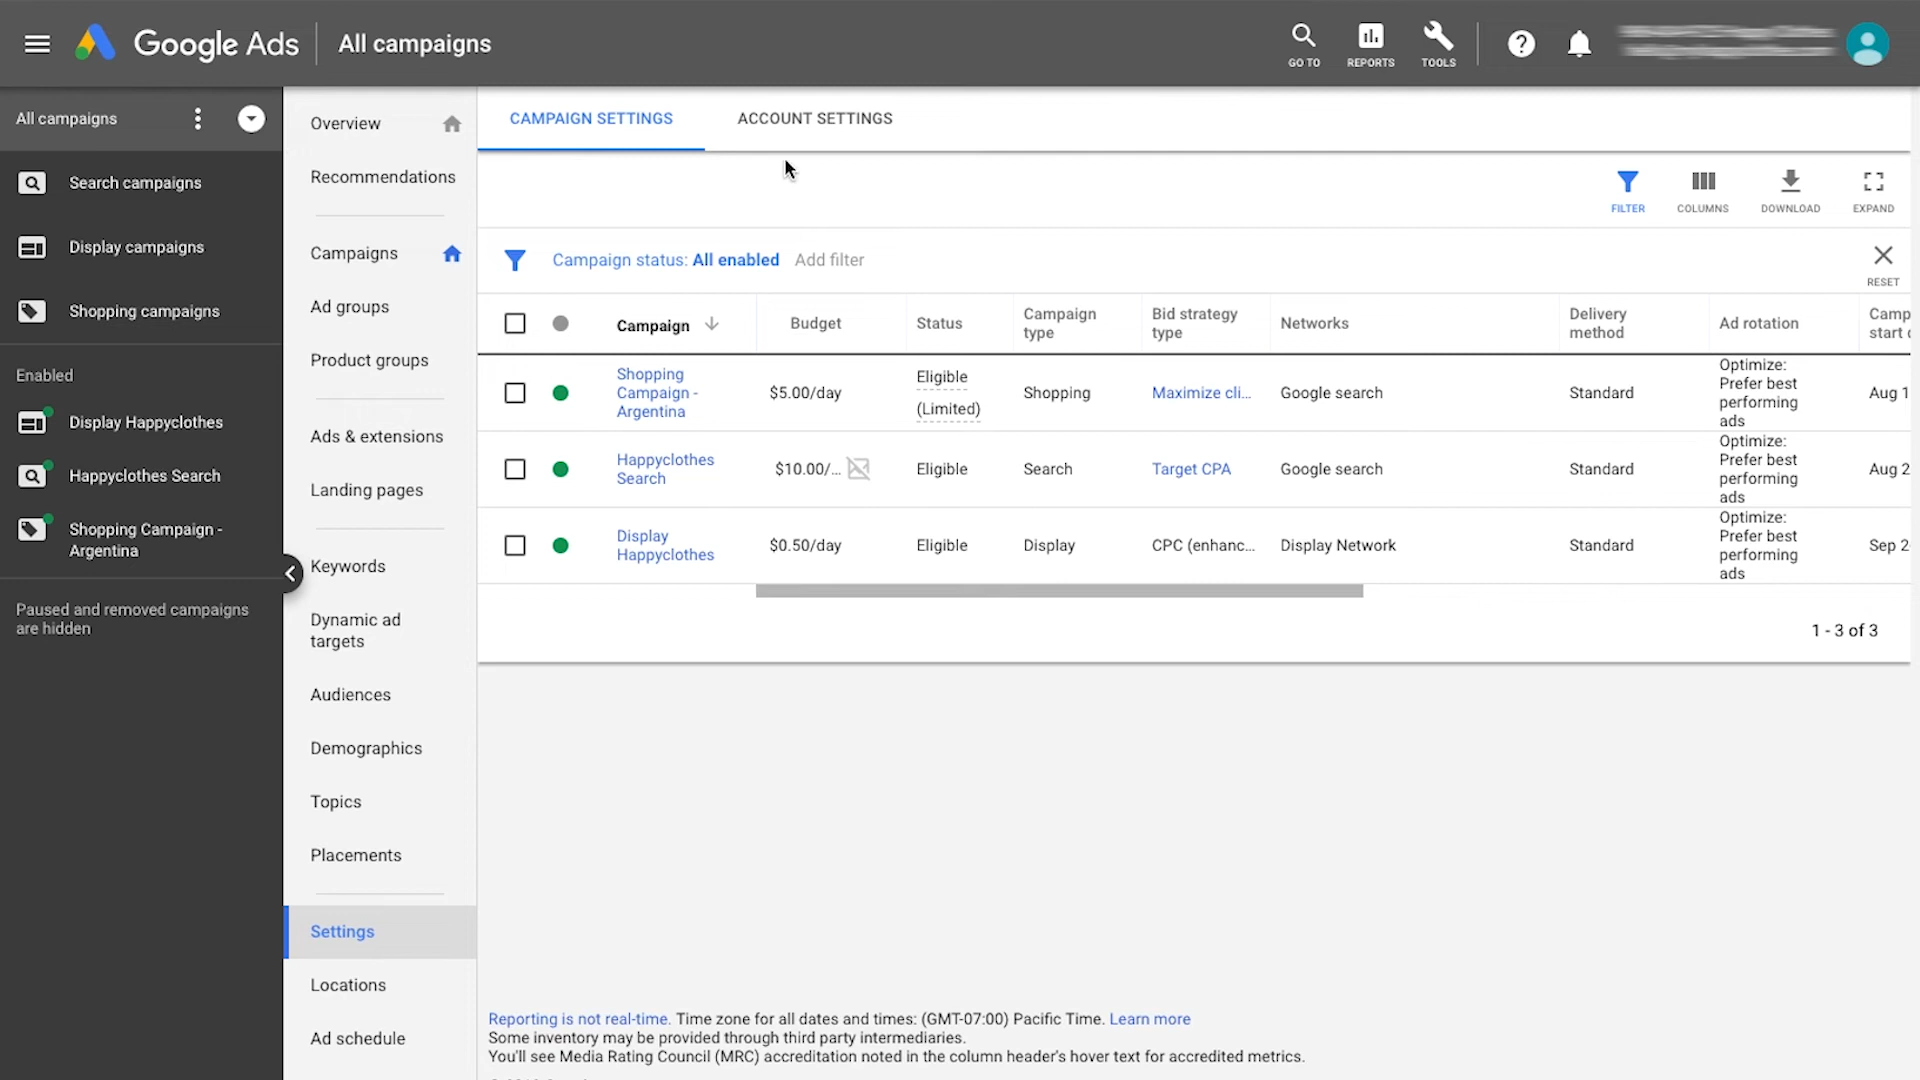 Google Ads
All campaigns
GO TO
REPORTS
TOOLS
All campaigns
Search campaigns
Display campaigns
Shopping campaigns
Enabled
Display Happyclothes
Happyclothes Search
Shopping Campaign -
Argentina
Paused and removed campaigns
are hidden
Overview
Recommendations
Campaigns
Ad groups
Product groups
Ads & extensions
Landing pages
Keywords
Dynamic ad
targets
Audiences
Demographics
Topics
Placements
Settings
Locations
Ad schedule
CAMPAIGN SETTINGS
ACCOUNT SETTINGS
FILTER
COLUMNS
DOWNLOAD
EXPAND
Campaign status: All enabled
Add filter
RESET
Campaign
Budget
Status
Campaign
type
Bid strategy
type
Networks
Delivery
method
Ad rotation
Camp
start
Shopping
Campaign -
Argentina
$5.00/day
Eligible
(Limited)
Shopping
Maximize cli...
Google search
Standard
Optimize:
Prefer best
performing
ads
Aug 1
Happyclothes
Search
$10.00/...
Eligible
Search
Target CPA
Google search
Standard
Optimize:
Prefer best
performing
ads
Aug 2
Display
Happyclothes
$0.50/day
Eligible
Display
CPC (enhanc...
Display Network
Standard
Optimize:
Prefer best
performing
ads
Sep 2
1 - 3 of 3
Reporting is not real-time. Time zone for all dates and times: (GMT-07:00) Pacific Time. Learn more
Some inventory may be provided through third party intermediaries.
You'll see Media Rating Council (MRC) accreditation noted in the column header's hover text for accredited metrics.